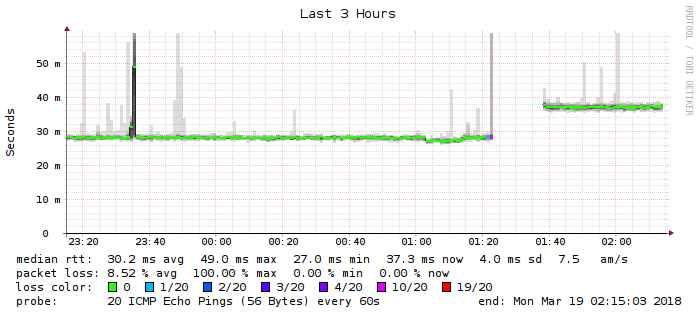 Last 3 Hours
RRDTOOL / TOBI OETIKER
Seconds
50 m
40 m
30 m
20 m
10 m
0
23:20 23:40 00:00 00:20 00:40 01:00 01:20 01:40 02:00
median rtt: 30.2 ms avg 49.0 ms max 27.0 ms min 37.3 ms now 4.0 ms sd 7.5 am/s
packet loss: 8.52 % avg 100.00 % max 0.00 % min 0.00 % now
loss color: 0 1/20 2/20 3/20 4/20 10/20 19/20
probe: 20 ICMP Echo Pings (56 Bytes) every 60s end: Mon Mar 19 02:15:03 2018